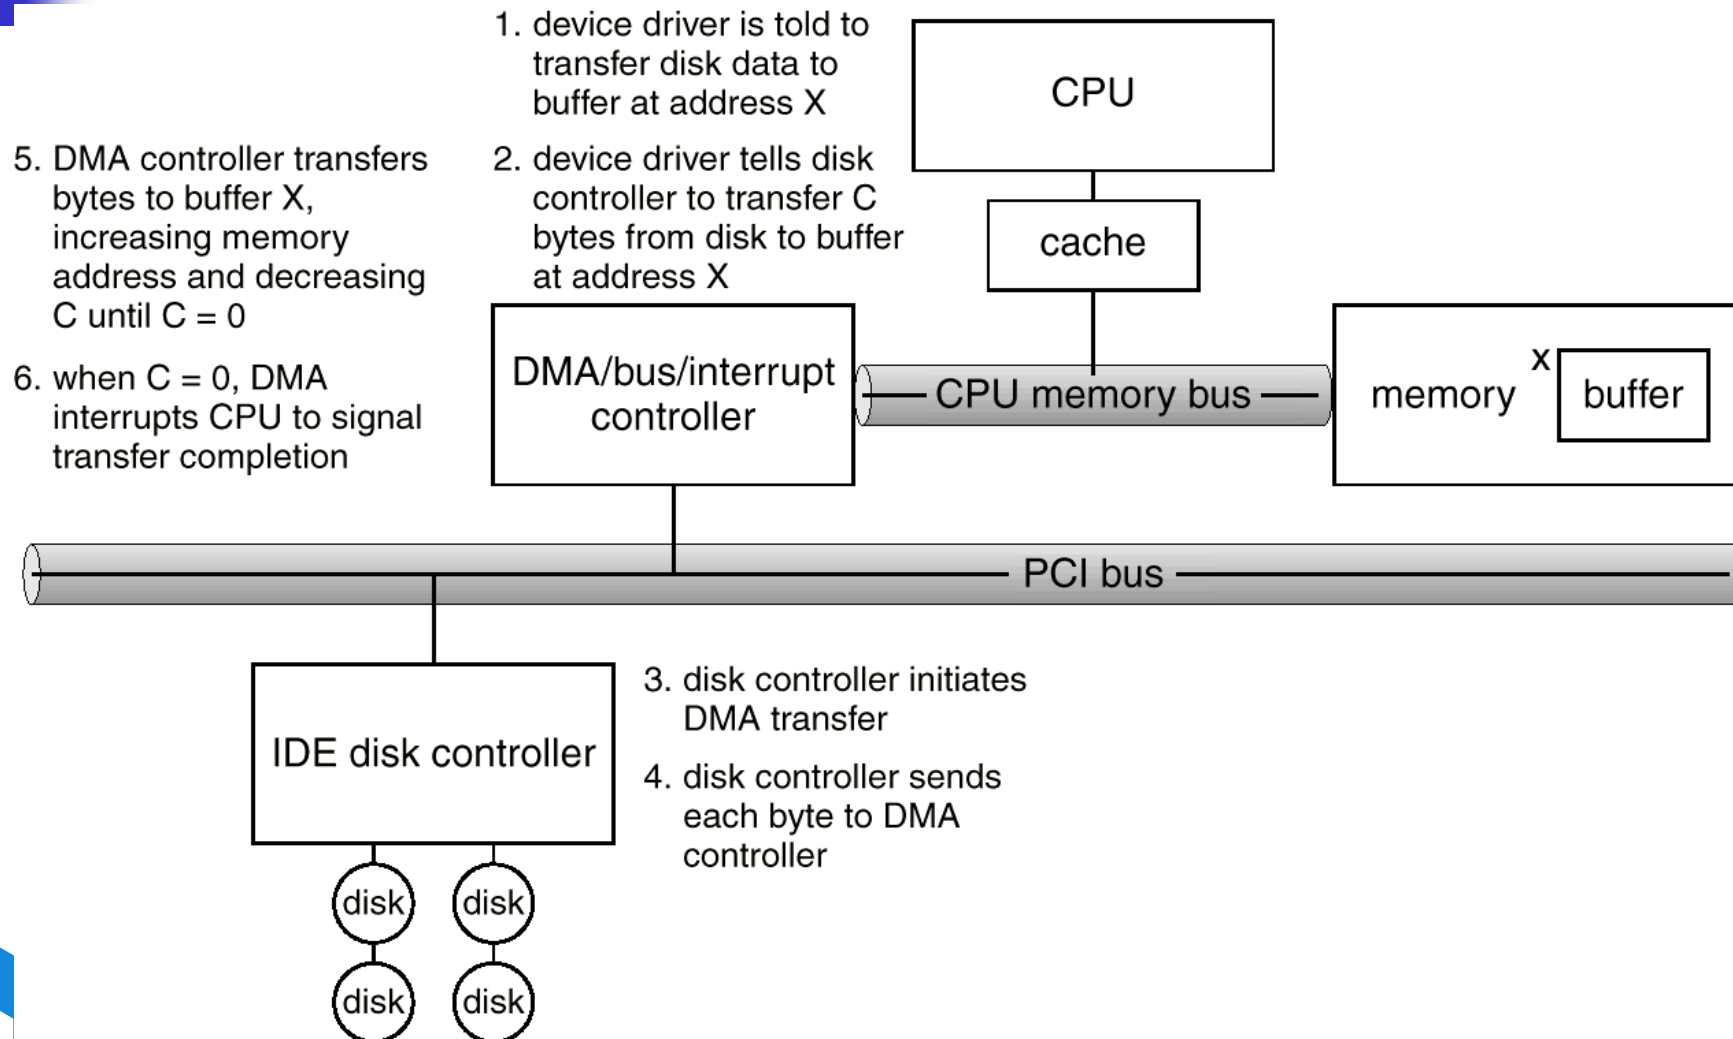 1. device driver is told to
transfer disk data to
buffer at address X
2. device driver tells disk
controller to transfer C
bytes from disk to buffer
at address X
5. DMA controller transfers
bytes to buffer X,
increasing memory
address and decreasing
C until C = 0
6. when C = 0, DMA
interrupts CPU to signal
transfer completion
CPU
cache
DMA/bus/interrupt
controller
CPU memory bus
memory
x
buffer
PCI bus
IDE disk controller
3. disk controller initiates
DMA transfer
4. disk controller sends
each byte to DMA
controller
disk
disk
disk
disk